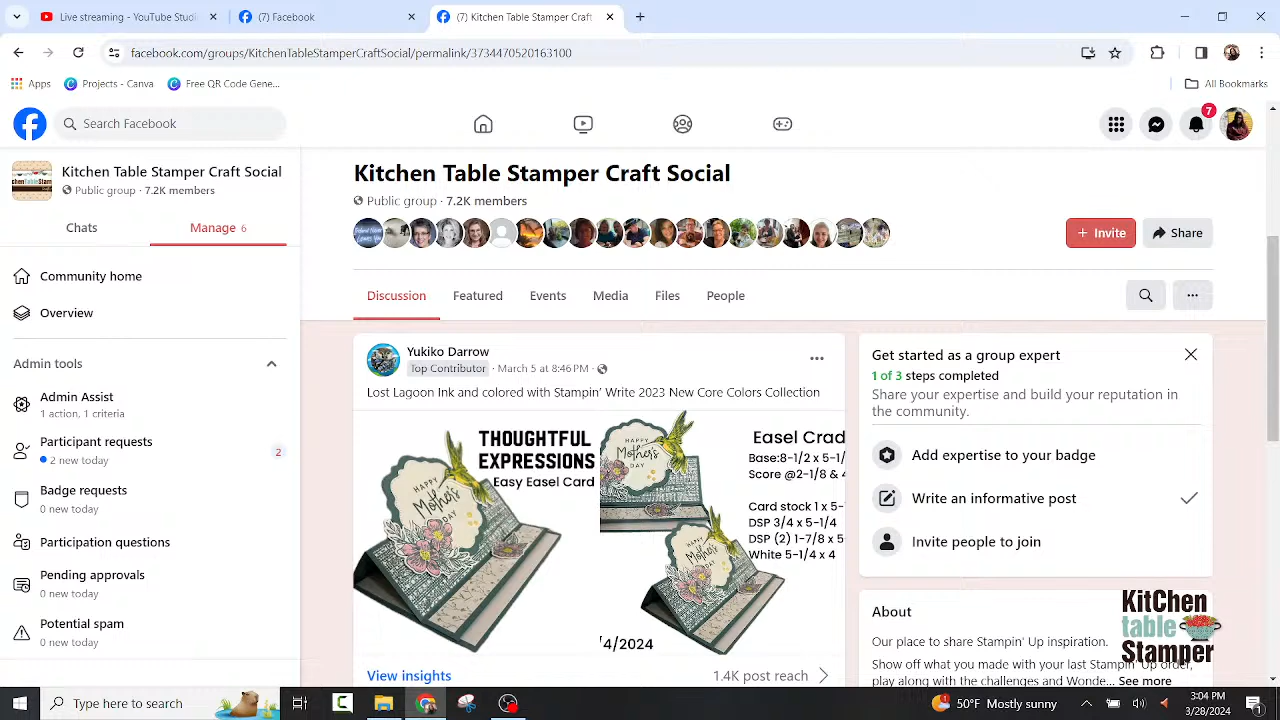 Live streaming - YouTube Studi
(7) Facebook
(7) Kitchen Table Stamper Craft
facebook.com/groups/KitchenTableStamperCraftSocial/permalink/3734470520163100
Apps
Projects - Canva
Free QR Code Gene...
All Bookmarks
Search Facebook
7
Kitchen Table Stamper Craft Social
Public group · 7.2K members
Chats
Manage 6
Community home
Overview
Admin tools
Admin Assist
1 action, 1 criteria
Participant requests
2 new today
2
Badge requests
0 new today
Participation questions
Pending approvals
0 new today
Potential spam
0 new today
Kitchen Table Stamper Craft Social
Public group · 7.2K members
+ Invite
Share
Discussion
Featured
Events
Media
Files
People
Yukiko Darrow
Top Contributor · March 5 at 8:46 PM ·
Lost Lagoon Ink and colored with Stampin' Write 2023 New Core Colors Collection
THOUGHTFUL
EXPRESSIONS
Easy Easel Card
HAPPY
Mother's
DAY
Easel Crad
Base:8-1/2 x 5-1/
Score @2-1/8 & 4
Card stock 1 x 5-
DSP 3/4 x 5-1/4
DSP (2) 1-7/8 x 5
White 5-1/4 x 4
HAPPY
Mother's
DAY
HAPPY
Mother's
DAY
/4/2024
View insights
1.4K post reach
Get started as a group expert
1 of 3 steps completed
Share your expertise and build your reputation in
the community.
Add expertise to your badge
Write an informative post
Invite people to join
About
Our place to share Stampin' Up inspiration.
Show off what you made with your last Stampin' Up order,
play along with the challenges and Wonde... See more
KitChen
table
Stamper
Type here to search
50°F Mostly sunny
3:04 PM
3/28/2024